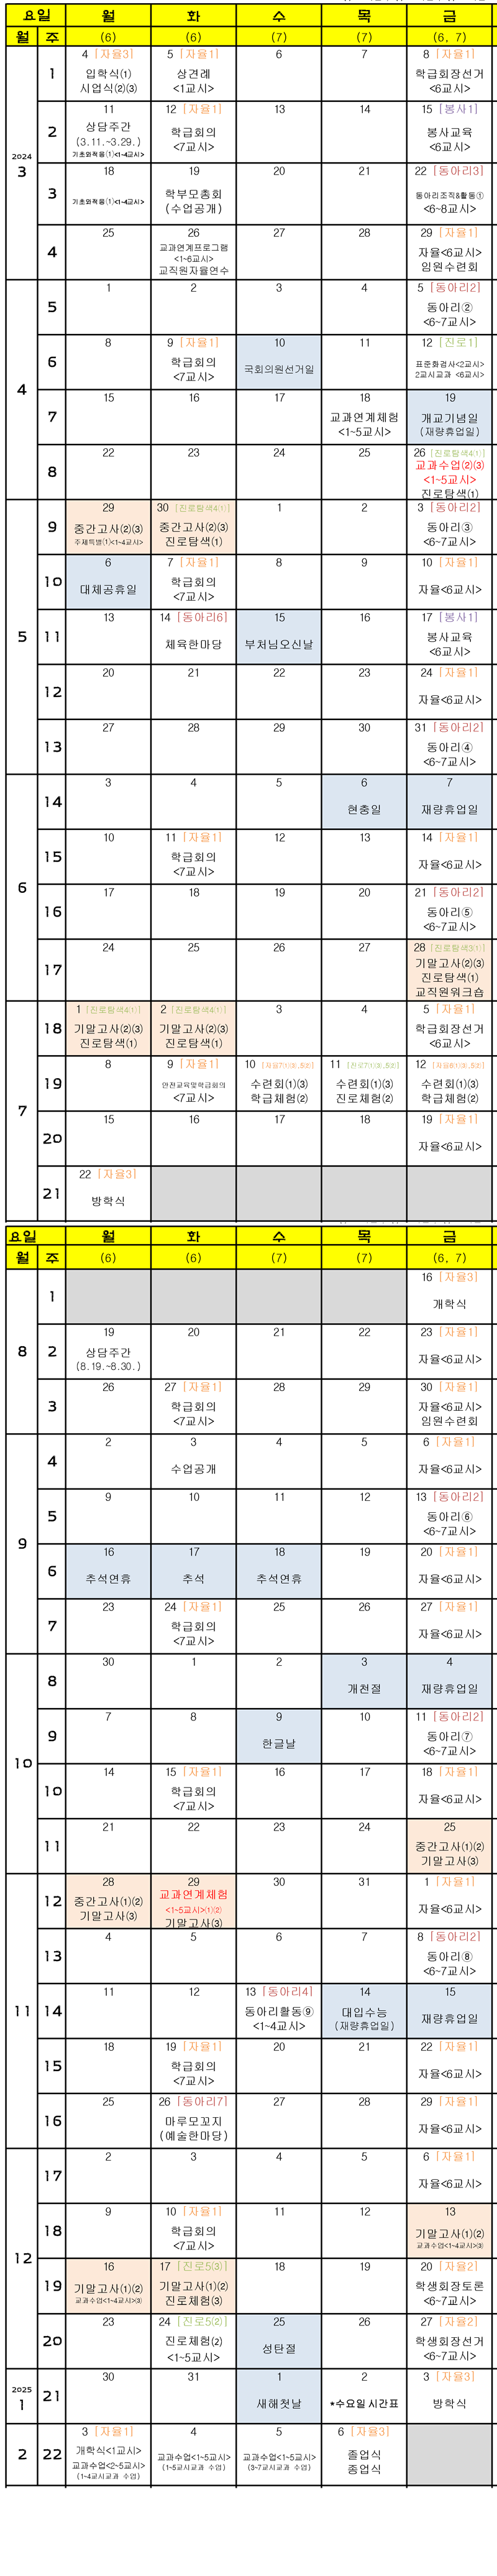 요일 월 화 수 목 금
월 주 (6) (6) (7) (7) (6, 7)
2024
3
1
4 [자율3] 5 [자율1] 6 7 8 [자율1]
입학식(1) 상견례 학급회장선거
시업식(2)(3) <1교시> <6교시>
2
11 12 [자율1] 13 14 15 [봉사1]
상담주간 학급회의 봉사교육
(3.11.~3.29.) <7교시> <6교시>
기초와적응(1)<1~4교시>
3
18 19 20 21 22 [동아리3]
기초와적응(1)<1~4교시> 학부모총회 동아리조직&활동①
(수업공개) <6~8교시>
4
25 26 27 28 29 [자율1]
교과연계프로그램 자율<6교시>
<1~6교시> 임원수련회
교직원자율연수
4
5
1 2 3 4 5 [동아리2]
동아리②
<6~7교시>
6
8 9 [자율1] 10 11 12 [진로1]
학급회의 국회의원선거일 표준화검사<2교시>
<7교시> 2교시교과 <6교시>
7
15 16 17 18 19
교과연계체험 개교기념일
<1~5교시> (재량휴업일)
8
22 23 24 25 26 [진로탐색4(1)]
교과수업(2)(3)
<1~5교시>
진로탐색(1)
5
9
29 30 [진로탐색4(1)] 1 2 3 [동아리2]
중간고사(2)(3) 중간고사(2)(3) 동아리③
주제특별(1)<1~4교시> 진로탐색(1) <6~7교시>
10
6 7 [자율1] 8 9 10 [자율1]
대체공휴일 학급회의 자율<6교시>
<7교시>
11
13 14 [동아리6] 15 16 17 [봉사1]
체육한마당 부처님오신날 봉사교육
<6교시>
12
20 21 22 23 24 [자율1]
자율<6교시>
13
27 28 29 30 31 [동아리2]
동아리④
<6~7교시>
6
14
3 4 5 6 7
현충일 재량휴업일
15
10 11 [자율1] 12 13 14 [자율1]
학급회의 자율<6교시>
<7교시>
16
17 18 19 20 21 [동아리2]
동아리⑤
<6~7교시>
17
24 25 26 27 28 [진로탐색3(1)]
기말고사(2)(3)
진로탐색(1)
교직원워크숍
7
18
1 [진로탐색4(1)] 2 [진로탐색4(1)] 3 4 5 [자율1]
기말고사(2)(3) 기말고사(2)(3) 학급회장선거
진로탐색(1) 진로탐색(1) <6교시>
19
8 9 [자율1] 10 11 12
안전교육및학급회의 수련회(1)(3) 수련회(1)(3) 수련회(1)(3)
<7교시> 학급체험(2) 진로체험(2) 학급체험(2)
20
15 16 17 18 19 [자율1]
자율<6교시>
21
22 [자율3]
방학식
요일 월 화 수 목 금
월 주 (6) (6) (7) (7) (6, 7)
8
1
16 [자율3]
개학식
2
19 20 21 22 23 [자율1]
상담주간 자율<6교시>
(8.19.~8.30.)
3
26 27 [자율1] 28 29 30 [자율1]
학급회의 자율<6교시>
<7교시> 임원수련회
9
4
2 3 4 5 6 [자율1]
수업공개 자율<6교시>
5
9 10 11 12 13 [동아리2]
동아리⑥
<6~7교시>
6
16 17 18 19 20 [자율1]
추석연휴 추석 추석연휴 자율<6교시>
7
23 24 [자율1] 25 26 27 [자율1]
학급회의 자율<6교시>
<7교시>
10
8
30 1 2 3 4
개천절 재량휴업일
9
7 8 9 10 11 [동아리2]
한글날 동아리⑦
<6~7교시>
10
14 15 [자율1] 16 17 18 [자율1]
학급회의 자율<6교시>
<7교시>
11
21 22 23 24 25
중간고사(1)(2)
기말고사(3)
11
12
28 29 30 31 1 [자율1]
중간고사(1)(2) 교과연계체험 자율<6교시>
기말고사(3) <1~5교시>(1)(2)
기말고사(3)
13
4 5 6 7 8 [동아리2]
동아리⑧
<6~7교시>
14
11 12 13 [동아리4] 14 15
동아리활동⑨ 대입수능 재량휴업일
<1~4교시> (재량휴업일)
15
18 19 [자율1] 20 21 22 [자율1]
학급회의 자율<6교시>
<7교시>
16
25 26 [동아리7] 27 28 29 [자율1]
마루모꼬지 자율<6교시>
(예술한마당)
12
17
2 3 4 5 6 [자율1]
자율<6교시>
18
9 10 [자율1] 11 12 13
학급회의 기말고사(1)(2)
<7교시> 교과수업<1~4교시>(3)
19
16 17 [진로5(3)] 18 19 20 [자율2]
기말고사(1)(2) 기말고사(1)(2) 학생회장토론
교과수업<1~4교시>(3) 진로체험(3) <6~7교시>
20
23 24 [진로5(2)] 25 26 27 [자율2]
진로체험(2) 성탄절 학생회장선거
<1~5교시> <6~7교시>
2025
1
21
30 31 1 2 3 [자율3]
새해첫날 *수요일 시간표 방학식
2
22
3 [자율1] 4 5 6 [자율3]
개학식<1교시> 교과수업<1~5교시> 교과수업<1~5교시> 졸업식
교과수업<2~5교시> (1~5교시교과 수업) (3~7교시교과 수업) 종업식
(1~4교시교과 수업)